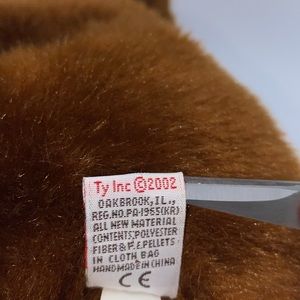 Ty Inc ©2002
OAKBROOK, IL.,
REG.NO.PA-1965(KR)
ALL NEW MATERIAL
CONTENTS:POLYESTER
FIBER & P.E.PELLETS
IN CLOTH BAG
HANDMADE IN CHINA
CE